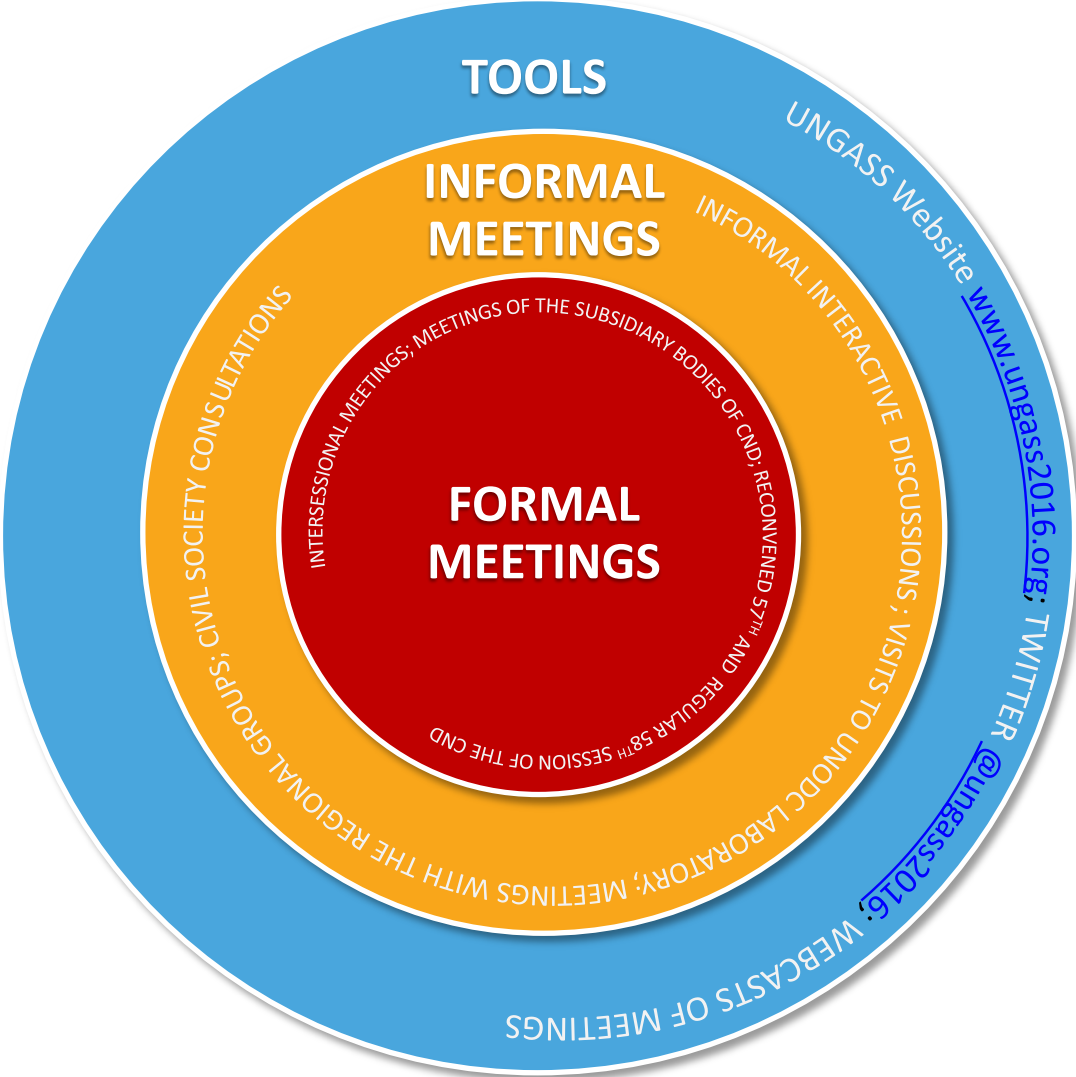 TOOLS
UNGASS Website www.ungass2016.org; TWITTER @ungass2016; WEBCASTS OF MEETINGS
INFORMAL
MEETINGS
INFORMAL INTERACTIVE DISCUSSIONS; VISITS TO UNODC LABORATORY; MEETINGS WITH THE REGIONAL GROUPS; CIVIL SOCIETY CONSULTATIONS
INTERSESSIONAL MEETINGS; MEETINGS OF THE SUBSIDIARY BODIES OF CND; RECONVENED 57TH AND REGULAR 58TH SESSION OF THE CND
FORMAL
MEETINGS